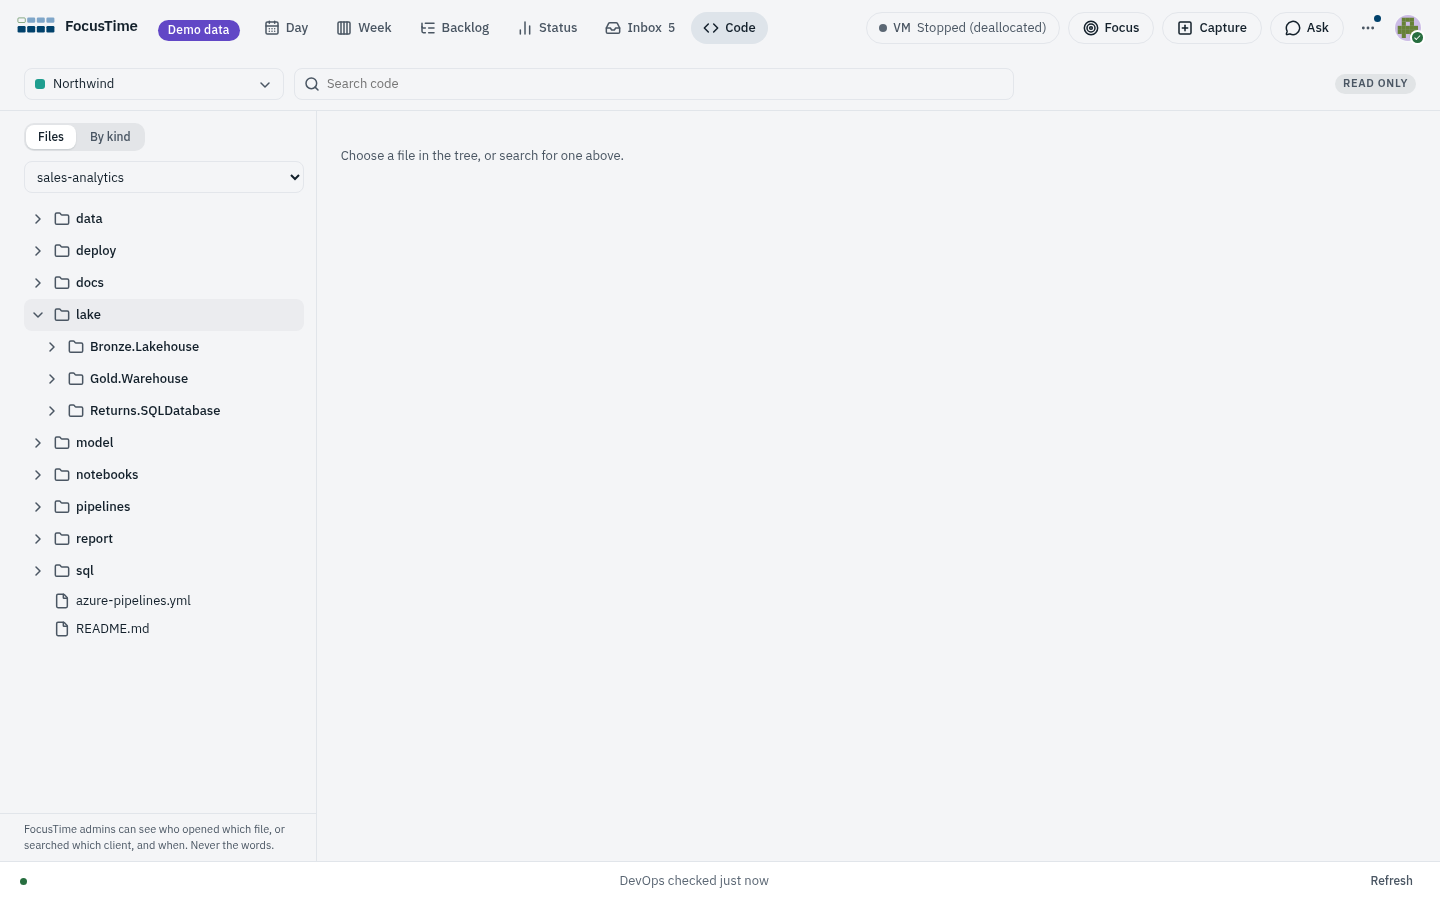 FocusTime
Demo data
Day
Week
Backlog
Status
Inbox 5
Code
VM Stopped (deallocated)
Focus
Capture
Ask
Northwind
Search code
READ ONLY
Files
By kind
sales-analytics
data
deploy
docs
lake
Bronze.Lakehouse
Gold.Warehouse
Returns.SQLDatabase
model
notebooks
pipelines
report
sql
azure-pipelines.yml
README.md
Choose a file in the tree, or search for one above.
FocusTime admins can see who opened which file, or
searched which client, and when. Never the words.
DevOps checked just now
Refresh